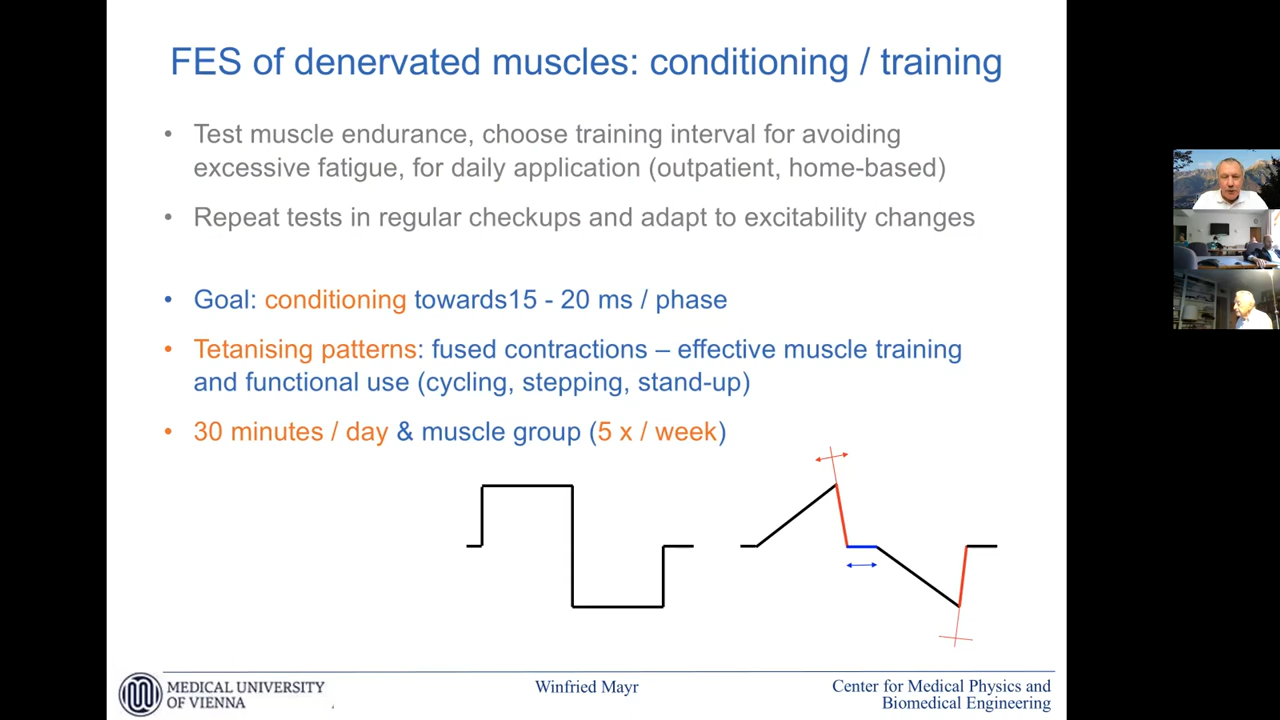 FES of denervated muscles: conditioning / training
• Test muscle endurance, choose training interval for avoiding
excessive fatigue, for daily application (outpatient, home-based)
• Repeat tests in regular checkups and adapt to excitability changes
• Goal: conditioning towards15 - 20 ms / phase
• Tetanising patterns: fused contractions – effective muscle training
and functional use (cycling, stepping, stand-up)
• 30 minutes / day & muscle group (5 x / week)
MEDICAL UNIVERSITY
OF VIENNA
Winfried Mayr
Center for Medical Physics and
Biomedical Engineering